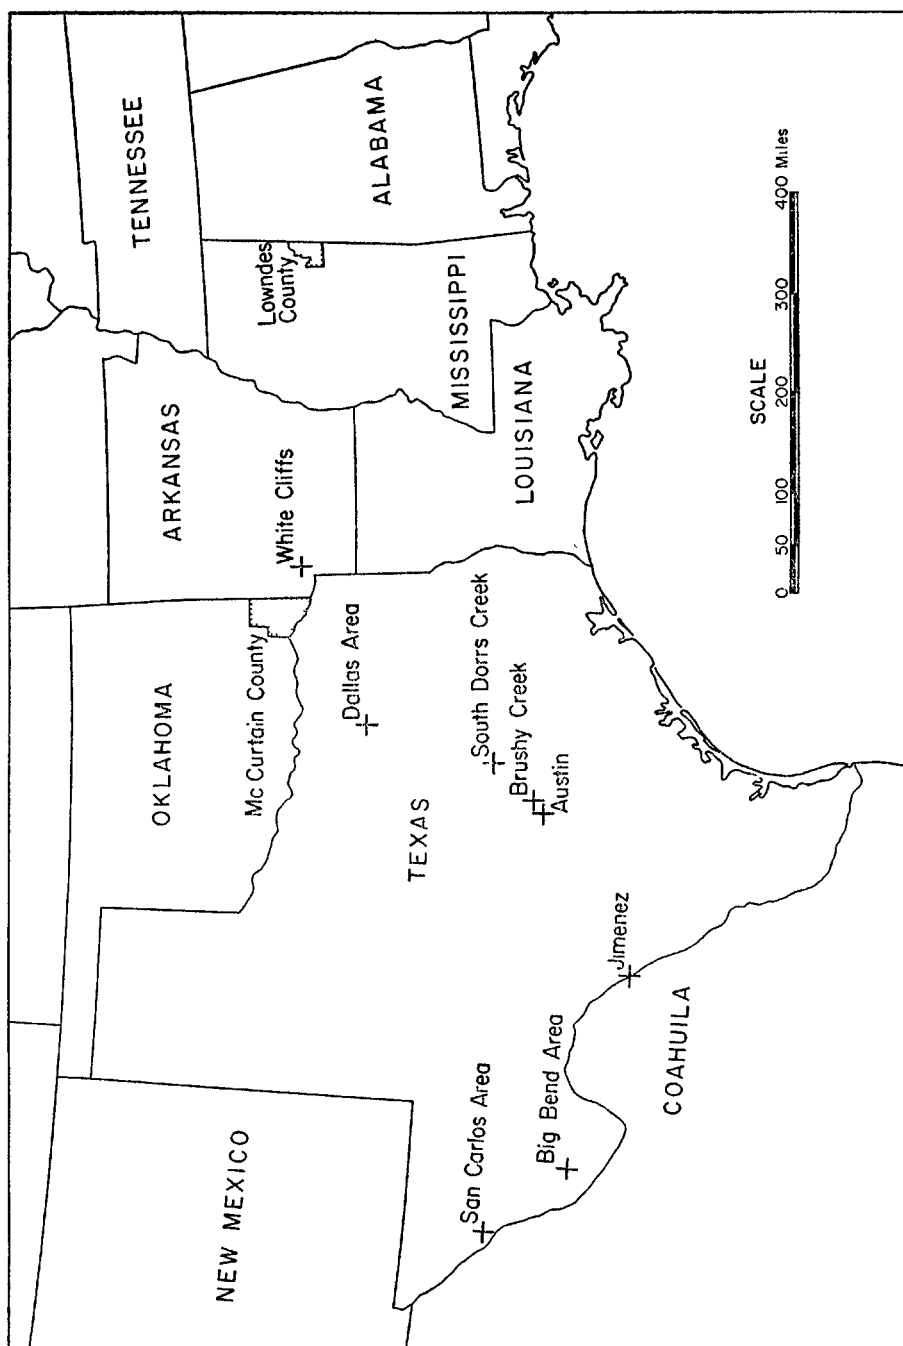 TENNESSEE
ALABAMA
Lowndes
County
MISSISSIPPI
ARKANSAS
White Cliffs
LOUISIANA
OKLAHOMA
Mc Curtain County
Dallas Area
TEXAS
South Dorrs Creek
Brushy Creek
Austin
NEW MEXICO
San Carlos Area
Big Bend Area
Jimenez
COAHUILA
SCALE
0 50 100 200 300 400 Miles